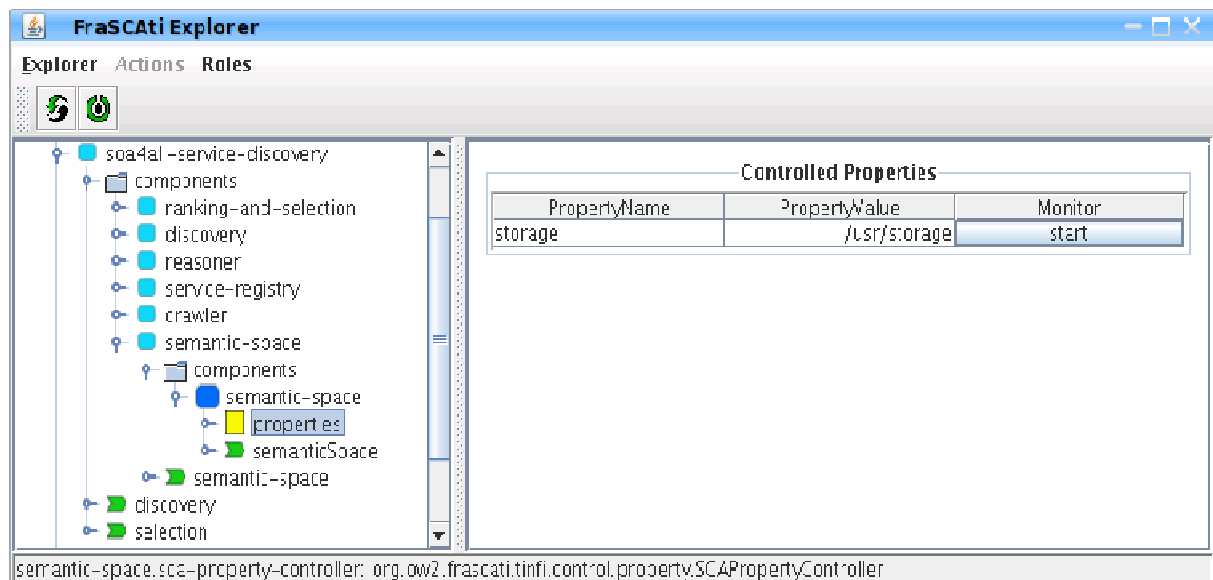 FraSCAti Explorer
Explorer Actions Roles
soa4all-service-discovery
components
ranking-and-selection
discovery
reasoner
service-registry
crawler
semantic-space
components
semantic-space
properties
semanticSpace
semantic-space
discovery
selection
Controlled Properties
PropertyName PropertyValue Monitor
storage /usr/storage start
semantic-space.sca-property-controller: org.ow2.frascati.tinfi.control.property.SCAPropertyController